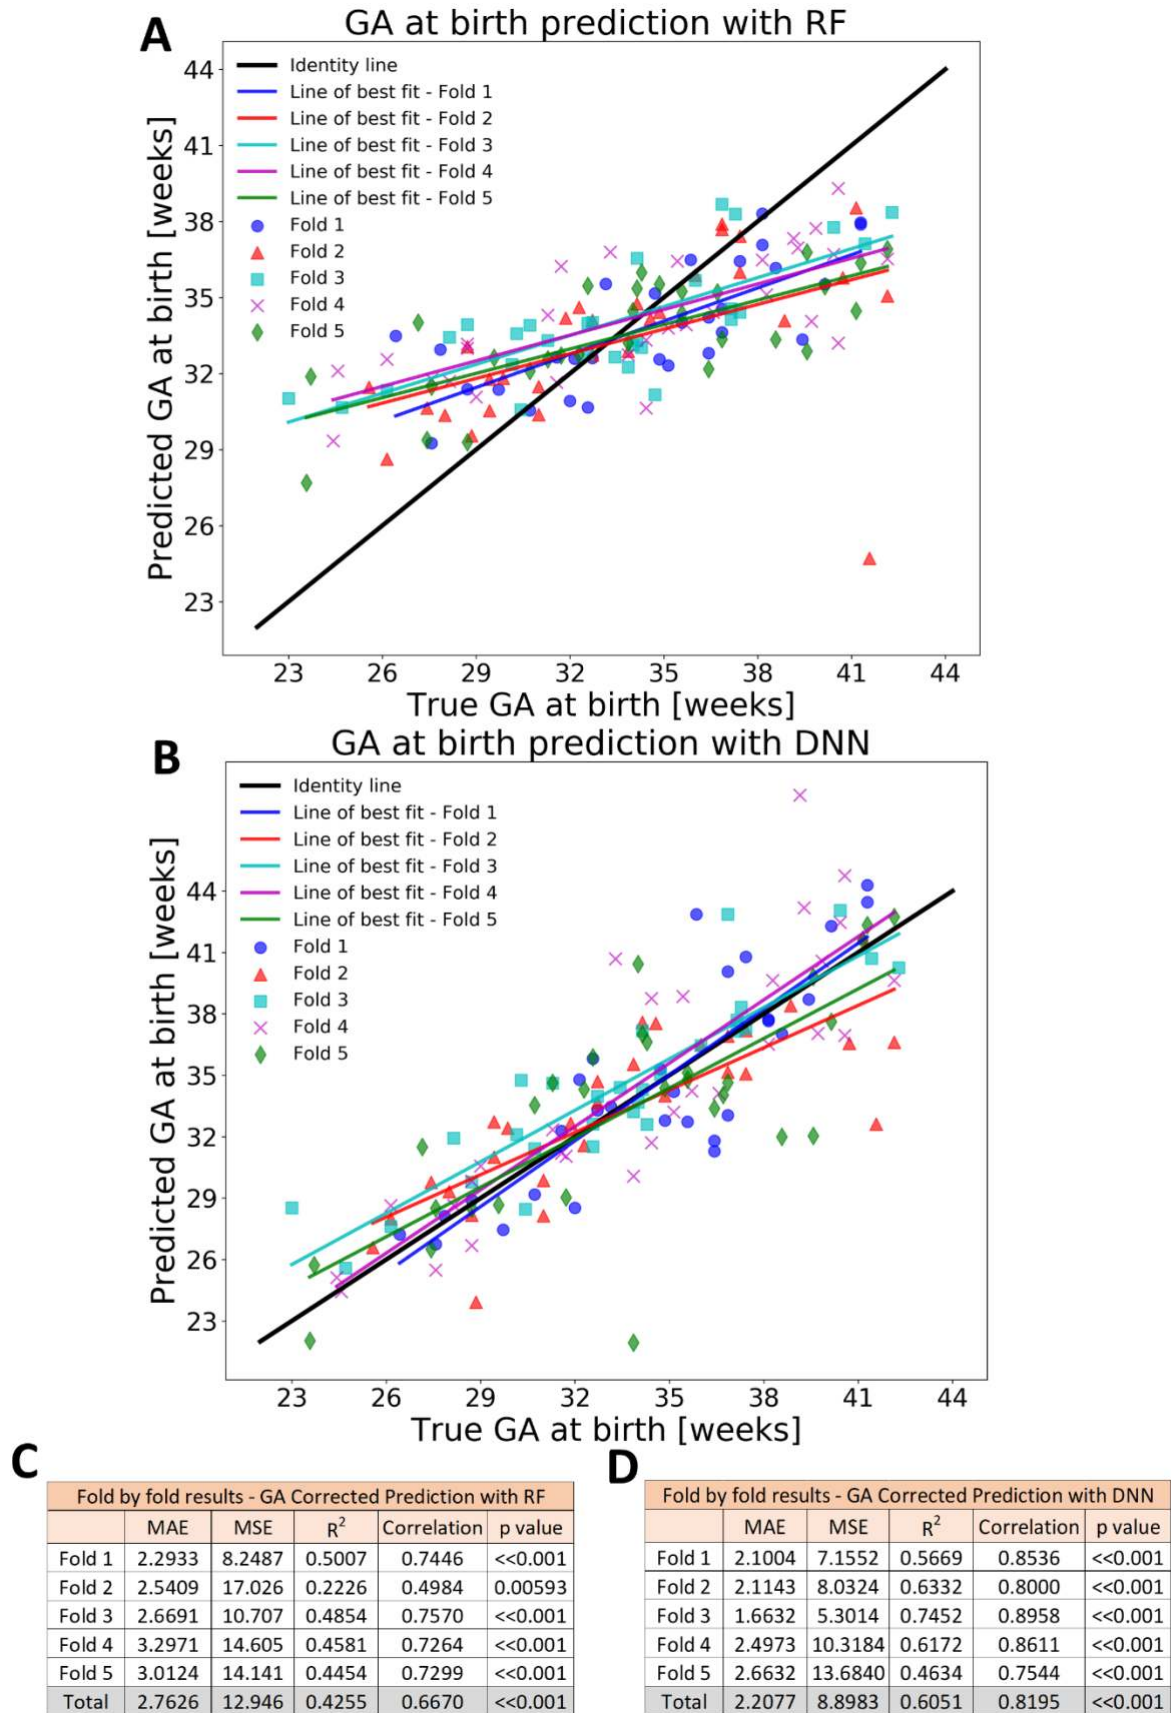 A
GA at birth prediction with RF
Identity line
Line of best fit - Fold 1
Line of best fit - Fold 2
Line of best fit - Fold 3
Line of best fit - Fold 4
Line of best fit - Fold 5
Fold 1
Fold 2
Fold 3
Fold 4
Fold 5
Predicted GA at birth [weeks]
44
41
38
35
32
29
26
23
23 26 29 32 35 38 41 44
True GA at birth [weeks]
B
GA at birth prediction with DNN
Identity line
Line of best fit - Fold 1
Line of best fit - Fold 2
Line of best fit - Fold 3
Line of best fit - Fold 4
Line of best fit - Fold 5
Fold 1
Fold 2
Fold 3
Fold 4
Fold 5
Predicted GA at birth [weeks]
44
41
38
35
32
29
26
23
23 26 29 32 35 38 41 44
True GA at birth [weeks]
C
Fold by fold results - GA Corrected Prediction with RF
MAE MSE R² Correlation p value
Fold 1 2.2933 8.2487 0.5007 0.7446 <<0.001
Fold 2 2.5409 17.026 0.2226 0.4984 0.00593
Fold 3 2.6691 10.707 0.4854 0.7570 <<0.001
Fold 4 3.2971 14.605 0.4581 0.7264 <<0.001
Fold 5 3.0124 14.141 0.4454 0.7299 <<0.001
Total 2.7626 12.946 0.4255 0.6670 <<0.001
D
Fold by fold results - GA Corrected Prediction with DNN
MAE MSE R² Correlation p value
Fold 1 2.1004 7.1552 0.5669 0.8536 <<0.001
Fold 2 2.1143 8.0324 0.6332 0.8000 <<0.001
Fold 3 1.6632 5.3014 0.7452 0.8958 <<0.001
Fold 4 2.4973 10.3184 0.6172 0.8611 <<0.001
Fold 5 2.6632 13.6840 0.4634 0.7544 <<0.001
Total 2.2077 8.8983 0.6051 0.8195 <<0.001